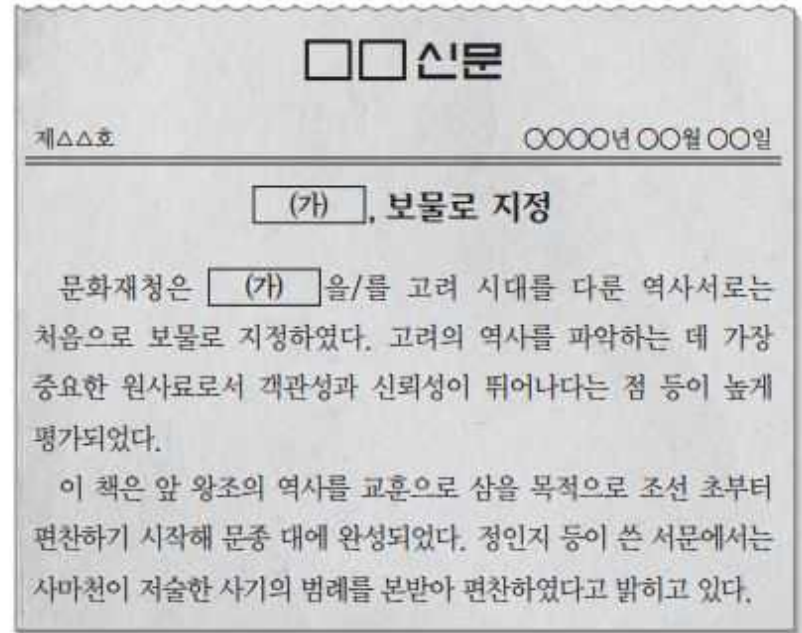 □□신문
제△△호 ○○○○년 ○○월 ○○일
(가), 보물로 지정
문화재청은 (가) 을/를 고려 시대를 다룬 역사서로는
처음으로 보물로 지정하였다. 고려의 역사를 파악하는 데 가장
중요한 원사료로서 객관성과 신뢰성이 뛰어나다는 점 등이 높게
평가되었다.
이 책은 앞 왕조의 역사를 교훈으로 삼을 목적으로 조선 초부터
편찬하기 시작해 문종 대에 완성되었다. 정인지 등이 쓴 서문에서는
사마천이 저술한 사기의 범례를 본받아 편찬하였다고 밝히고 있다.